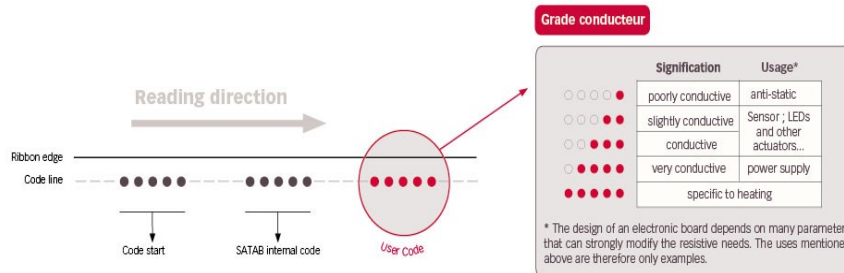 Grade conducteur
Signification Usage*
poorly conductive anti-static
slightly conductive Sensor ; LEDs
and other
actuators...
conductive
very conductive power supply
specific to heating
* The design of an electronic board depends on many parameter
that can strongly modify the resistive needs. The uses mentione
above are therefore only examples.
Reading direction
Ribbon edge
Code line
Code start
SATAB internal code
User Code